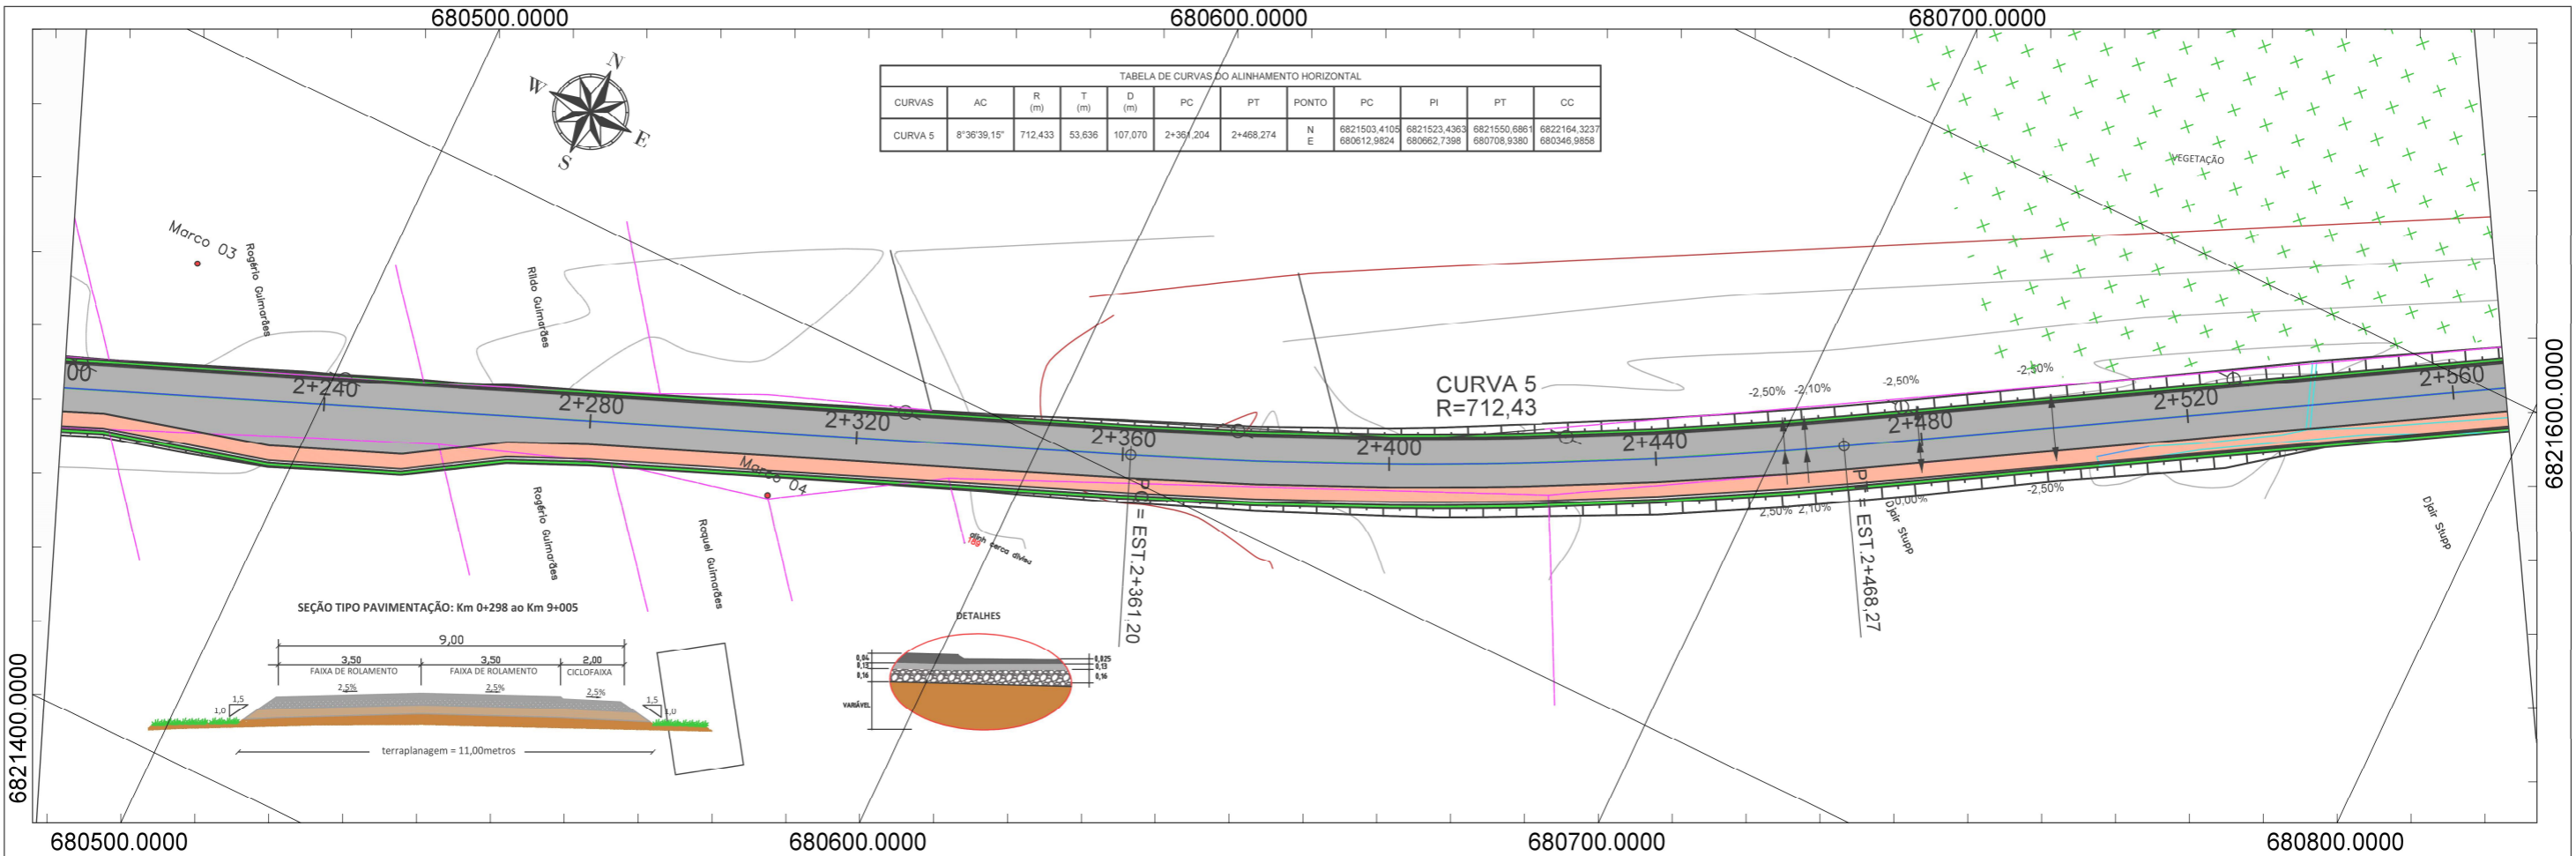 680500.0000
680600.0000
680700.0000
N
W
E
S
TABELA DE CURVAS DO ALINHAMENTO HORIZONTAL
CURVAS AC R (m) T (m) D (m) PC PT PONTO PC PI PT CC
CURVA 5 8°36'39,15" 712,433 53,636 107,070 2+361,204 2+468,274 N 6821503,4105 6821523,4363 6821550,6861 6822164,3237
E 680612,9824 680662,7398 680708,9380 680346,9858
VEGETAÇÃO
Marco 03
Rogério Guimarães
Rildo Guimarães
00
2+240
2+280
2+320
2+360
2+400
2+440
2+480
2+520
2+560
CURVA 5
R=712,43
-2,50%
-2,10%
-2,50%
-2,50%
2,50%
2,10%
0,00%
-2,50%
Marco 04
Rogério Guimarães
Raquel Guimarães
alinh cerca divisa
PC = EST.2+361,20
PT = EST.2+468,27
Djair Stupp
Djair Stupp
6821600.0000
6821400.0000
SEÇÃO TIPO PAVIMENTAÇÃO: Km 0+298 ao Km 9+005
9,00
3,50
3,50
2,00
FAIXA DE ROLAMENTO
FAIXA DE ROLAMENTO
CICLOFAIXA
2,5%
2,5%
2,5%
1,5
1,0
1,5
1,0
terraplanagem = 11,00metros
DETALHES
0,04
0,13
0,16
VARIÁVEL
0,025
0,13
0,16
680500.0000
680600.0000
680700.0000
680800.0000